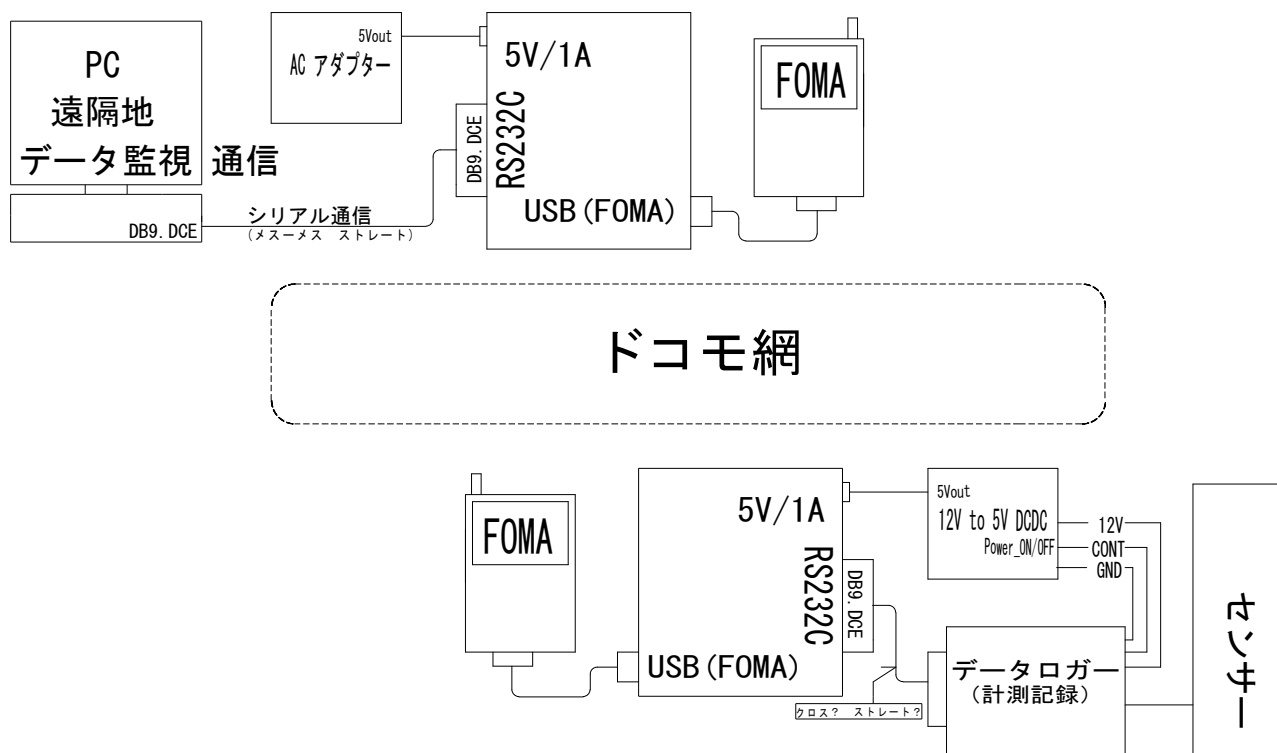 PC
遠隔地
データ監視 通信
DB9.DCE
5Vout
AC アダプター
シリアル通信
(メスーメス ストレート)
5V/1A
DB9.DCE
RS232C
USB(FOMA)
FOMA
ドコモ網
FOMA
5V/1A
RS232C
DB9.DCE
USB(FOMA)
5Vout
12V to 5V DCDC
Power_ON/OFF
12V
CONT
GND
クロス? ストレート?
データロガー
(計測記録)
センサー